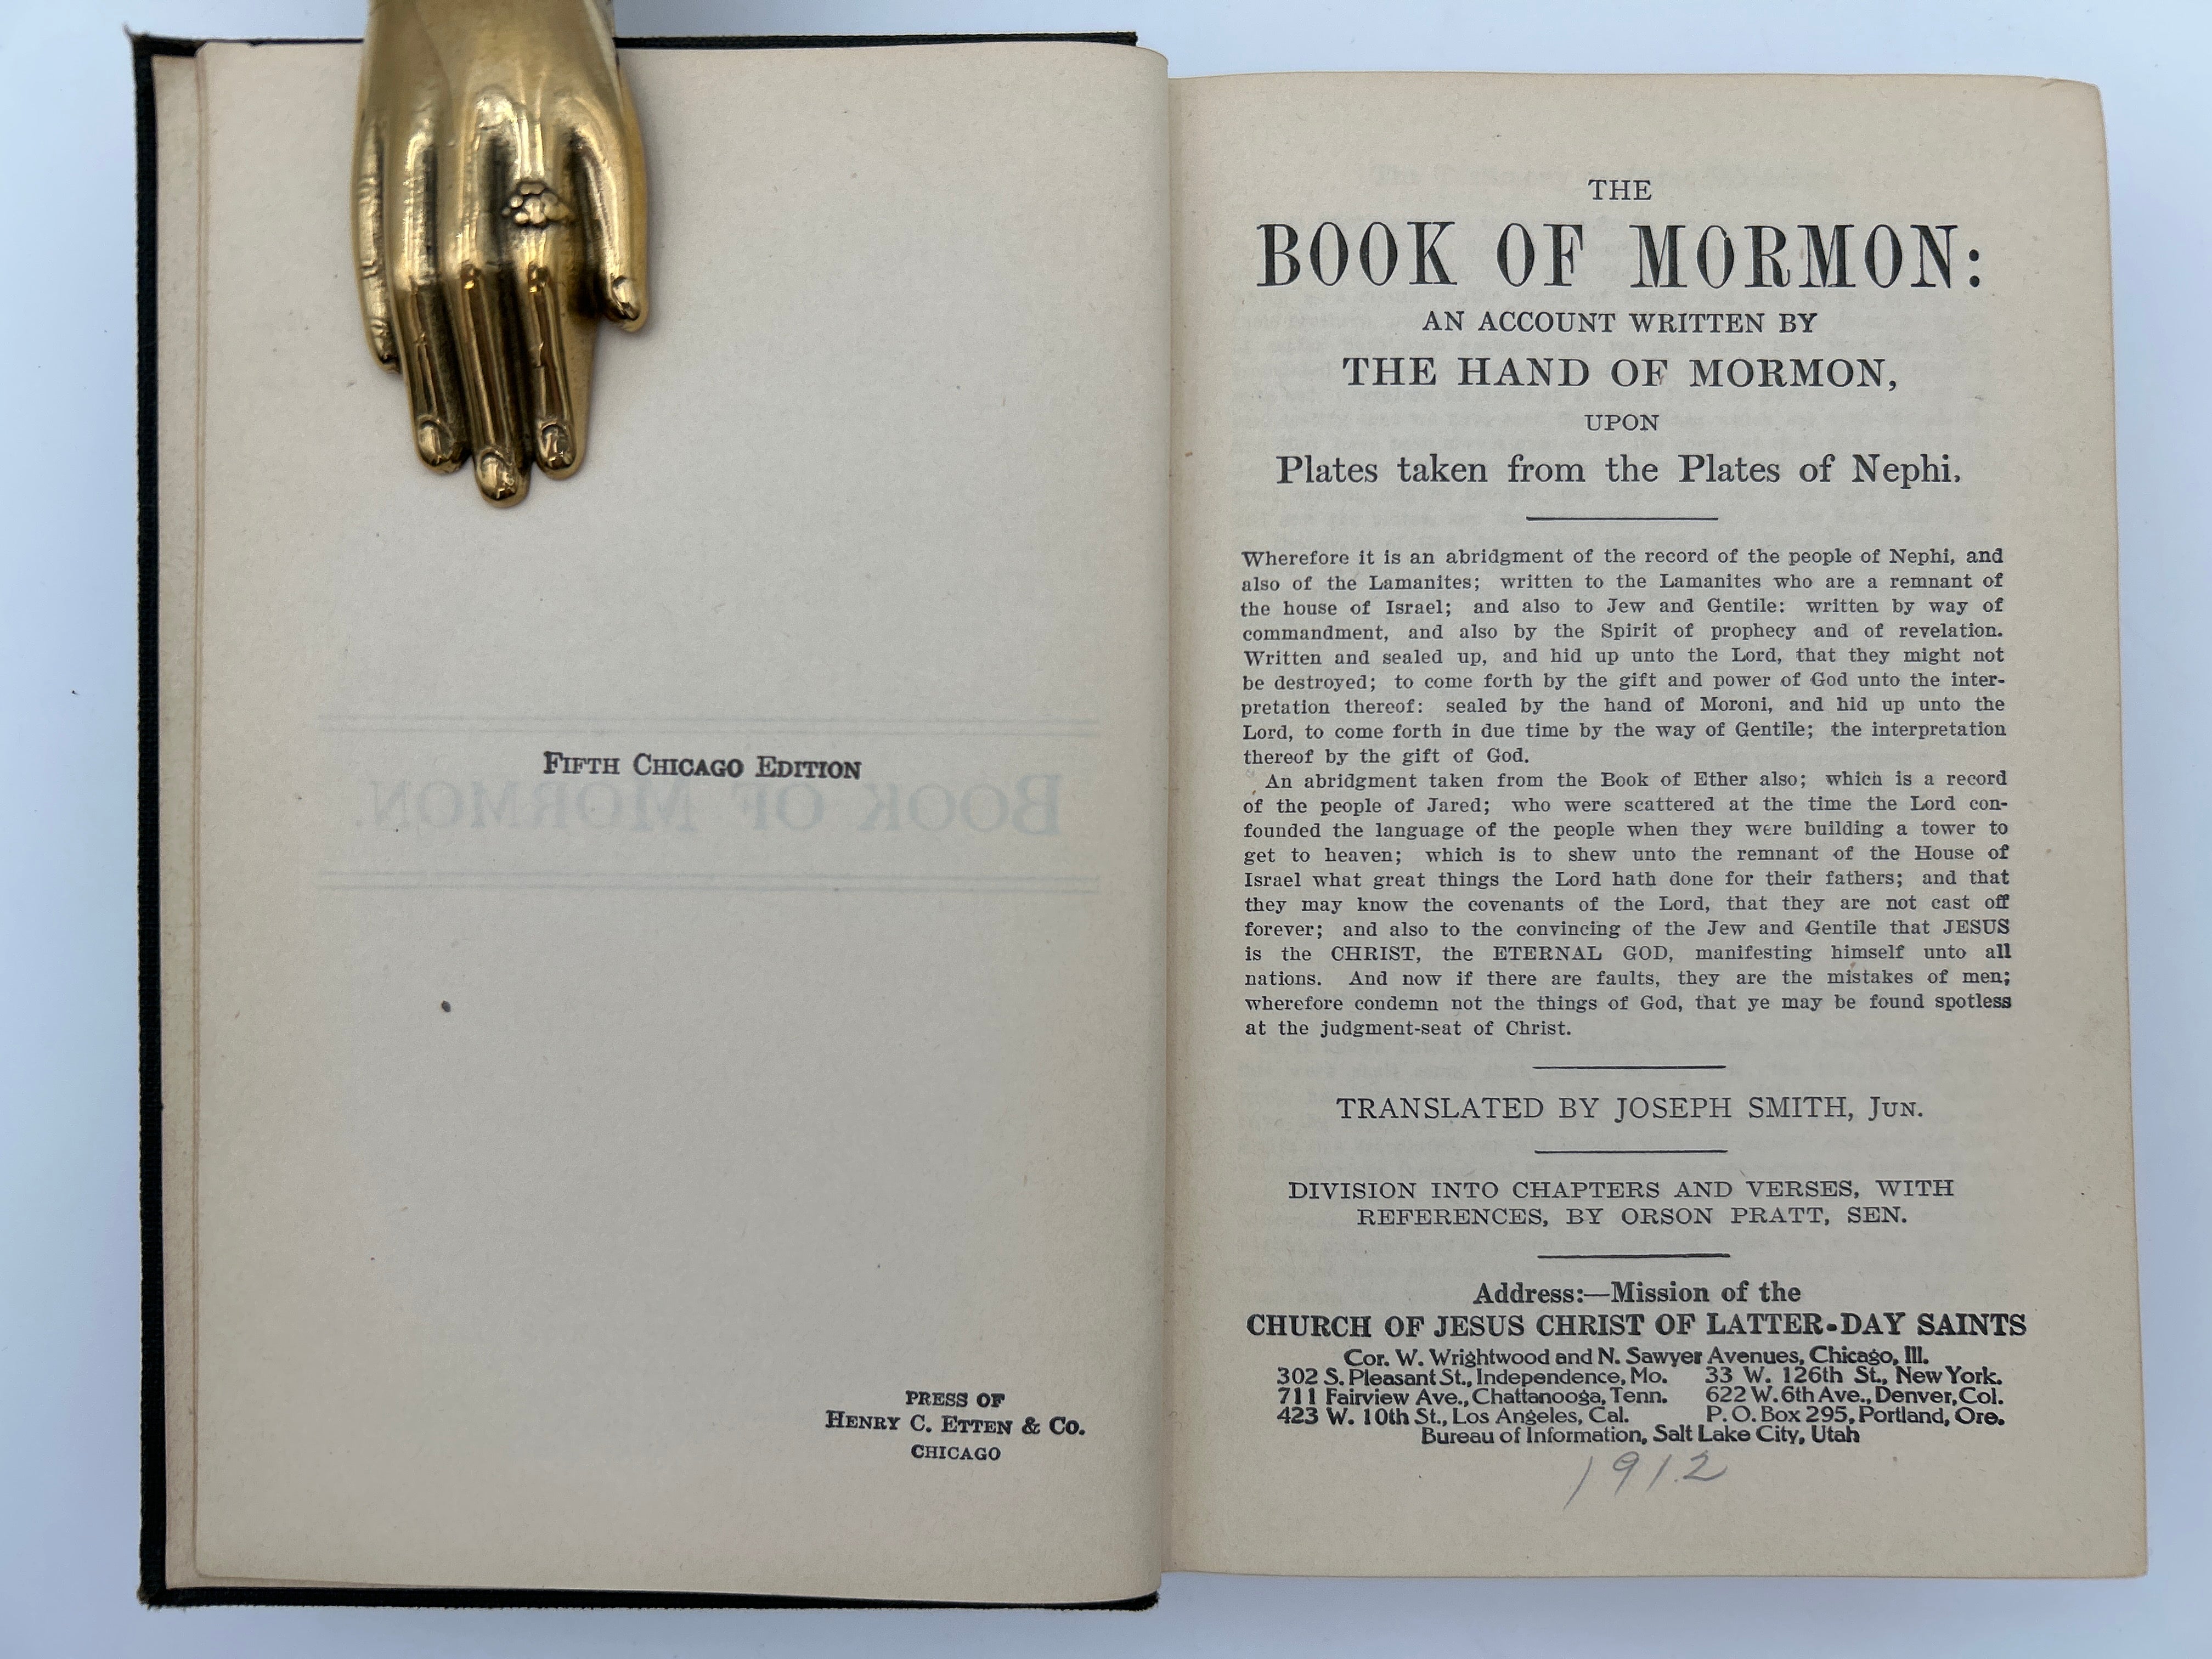 FIFTH CHICAGO EDITION
BOOK OF MORMON.
PRESS OF
HENRY C. ETTEN & CO.
CHICAGO
THE
BOOK OF MORMON:
AN ACCOUNT WRITTEN BY
THE HAND OF MORMON,
UPON
Plates taken from the Plates of Nephi.
Wherefore it is an abridgment of the record of the people of Nephi, and
also of the Lamanites; written to the Lamanites who are a remnant of
the house of Israel; and also to Jew and Gentile: written by way of
commandment, and also by the Spirit of prophecy and of revelation.
Written and sealed up, and hid up unto the Lord, that they might not
be destroyed; to come forth by the gift and power of God unto the inter-
pretation thereof: sealed by the hand of Moroni, and hid up unto the
Lord, to come forth in due time by the way of Gentile; the interpretation
thereof by the gift of God.
An abridgment taken from the Book of Ether also; which is a record
of the people of Jared; who were scattered at the time the Lord con-
founded the language of the people when they were building a tower to
get to heaven; which is to shew unto the remnant of the House of
Israel what great things the Lord hath done for their fathers; and that
they may know the covenants of the Lord, that they are not cast off
forever; and also to the convincing of the Jew and Gentile that JESUS
is the CHRIST, the ETERNAL GOD, manifesting himself unto all
nations. And now if there are faults, they are the mistakes of men;
wherefore condemn not the things of God, that ye may be found spotless
at the judgment-seat of Christ.
TRANSLATED BY JOSEPH SMITH, JUN.
DIVISION INTO CHAPTERS AND VERSES, WITH
REFERENCES, BY ORSON PRATT, SEN.
Address:—Mission of the
CHURCH OF JESUS CHRIST OF LATTER-DAY SAINTS
Cor. W. Wrightwood and N. Sawyer Avenues, Chicago, Ill.
302 S. Pleasant St., Independence, Mo. 33 W. 126th St., New York.
711 Fairview Ave., Chattanooga, Tenn. 622 W. 6th Ave., Denver, Col.
423 W. 10th St., Los Angeles, Cal. P. O. Box 295, Portland, Ore.
Bureau of Information, Salt Lake City, Utah
1912